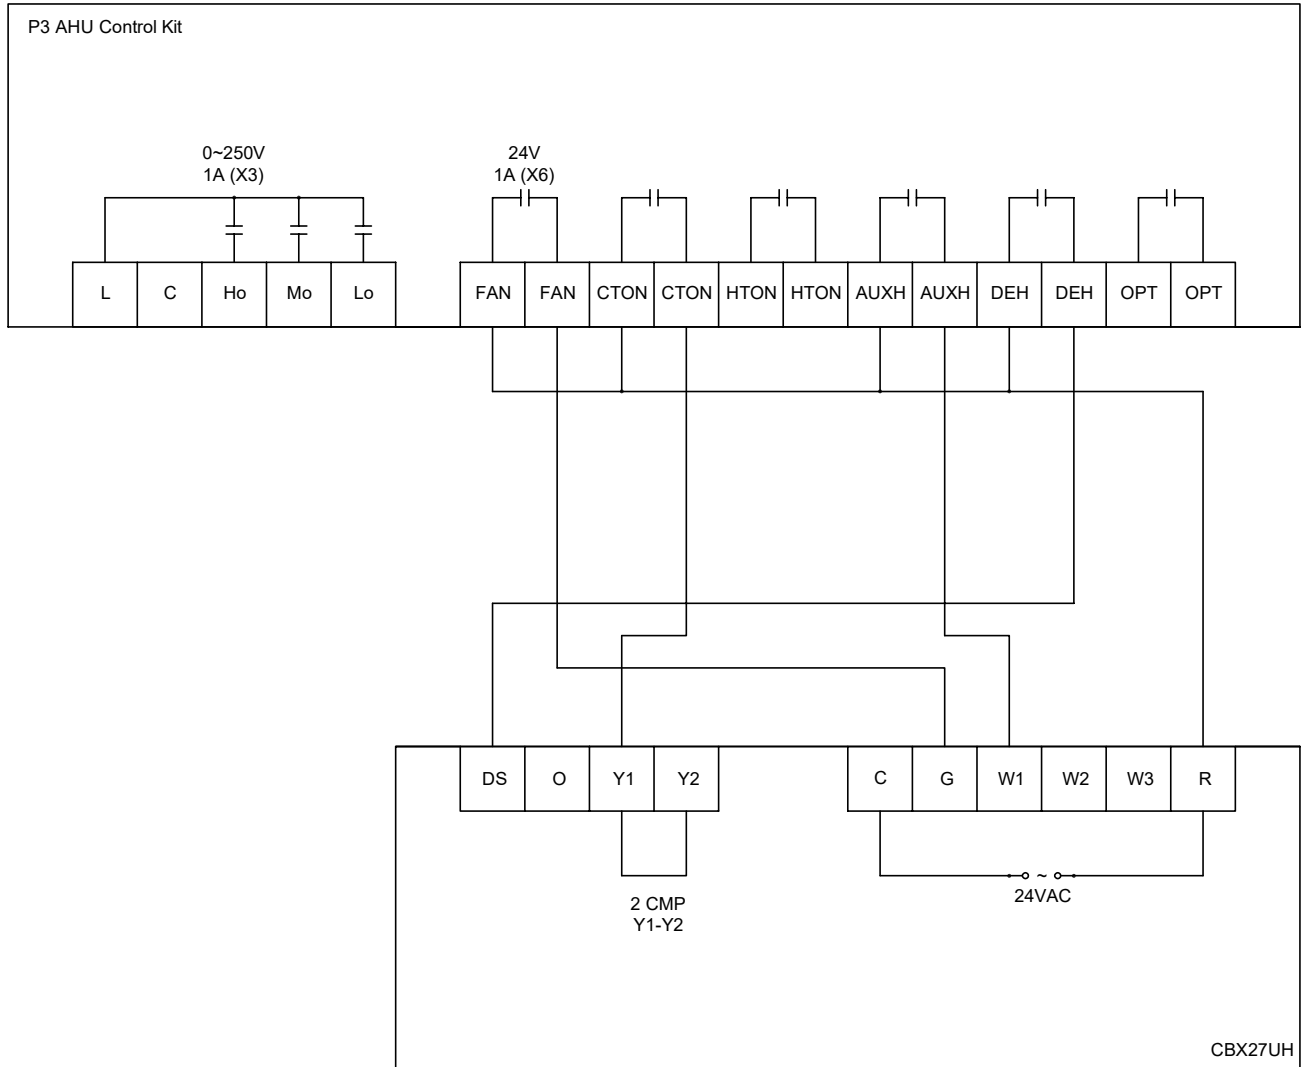 P3 AHU Control Kit
0~250V
1A (X3)
24V
1A (X6)
L C Ho Mo Lo
FAN FAN CTON CTON HTON HTON AUXH AUXH DEH DEH OPT OPT
DS O Y1 Y2
C G W1 W2 W3 R
~
24VAC
2 CMP
Y1-Y2
CBX27UH